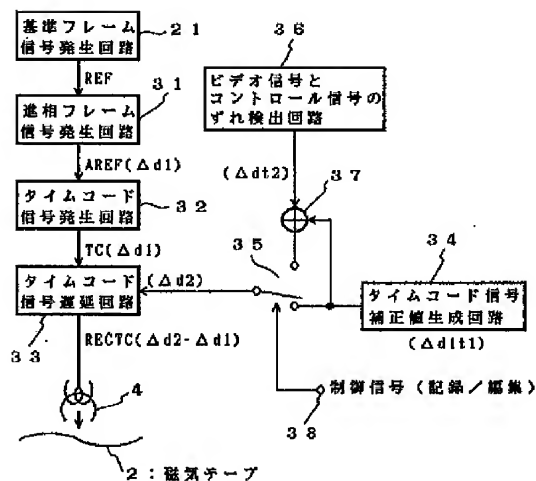 基準フレーム
信号発生回路
21
REF
進相フレーム
信号発生回路
31
AREF(Δd1)
タイムコード
信号発生回路
32
TC(Δd1)
タイムコード
信号遅延回路
33
RECTC(Δd2-Δd1)
4
2：磁気テープ
36
ビデオ信号と
コントロール信号の
ずれ検出回路
(Δdt2)
37
35
(Δd2)
34
タイムコード信号
補正値生成回路
(Δdlt1)
制御信号（記録／編集）
38